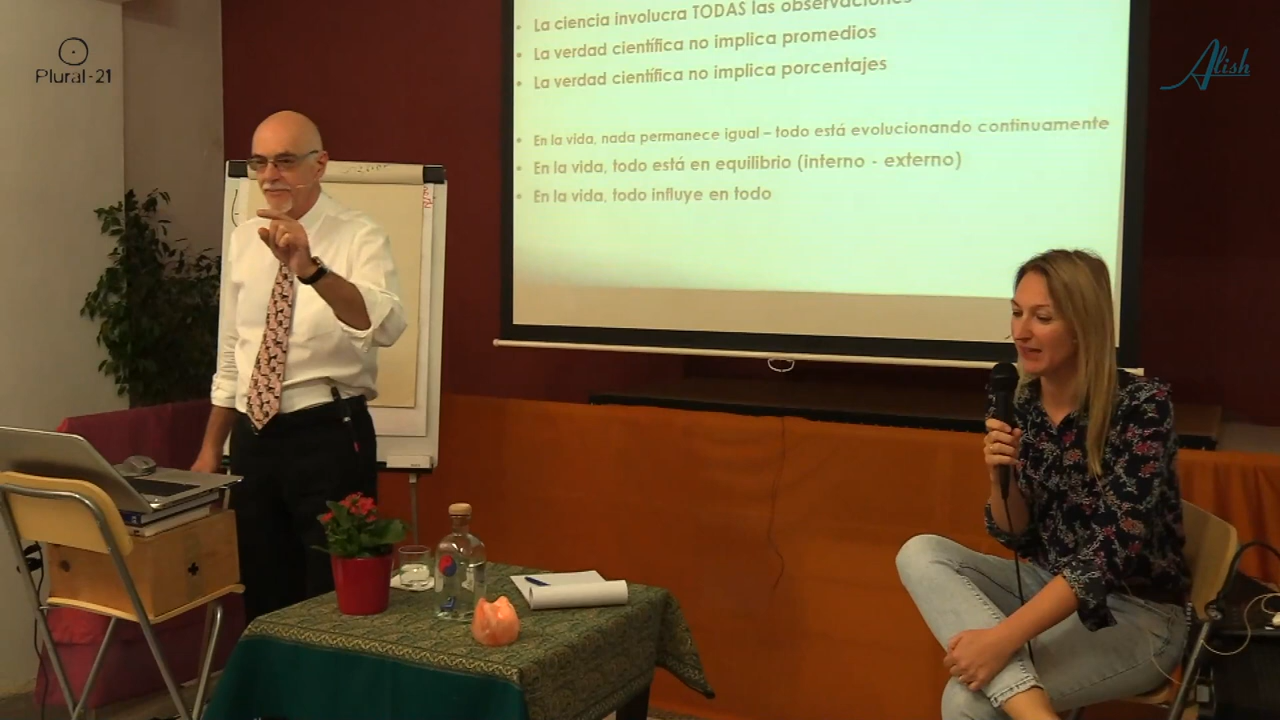 Plural-21
Alish
• La ciencia involucra TODAS las observaciones
• La verdad científica no implica promedios
• La verdad científica no implica porcentajes
• En la vida, nada permanece igual – todo está evolucionando continuamente
• En la vida, todo está en equilibrio (interno - externo)
• En la vida, todo influye en todo